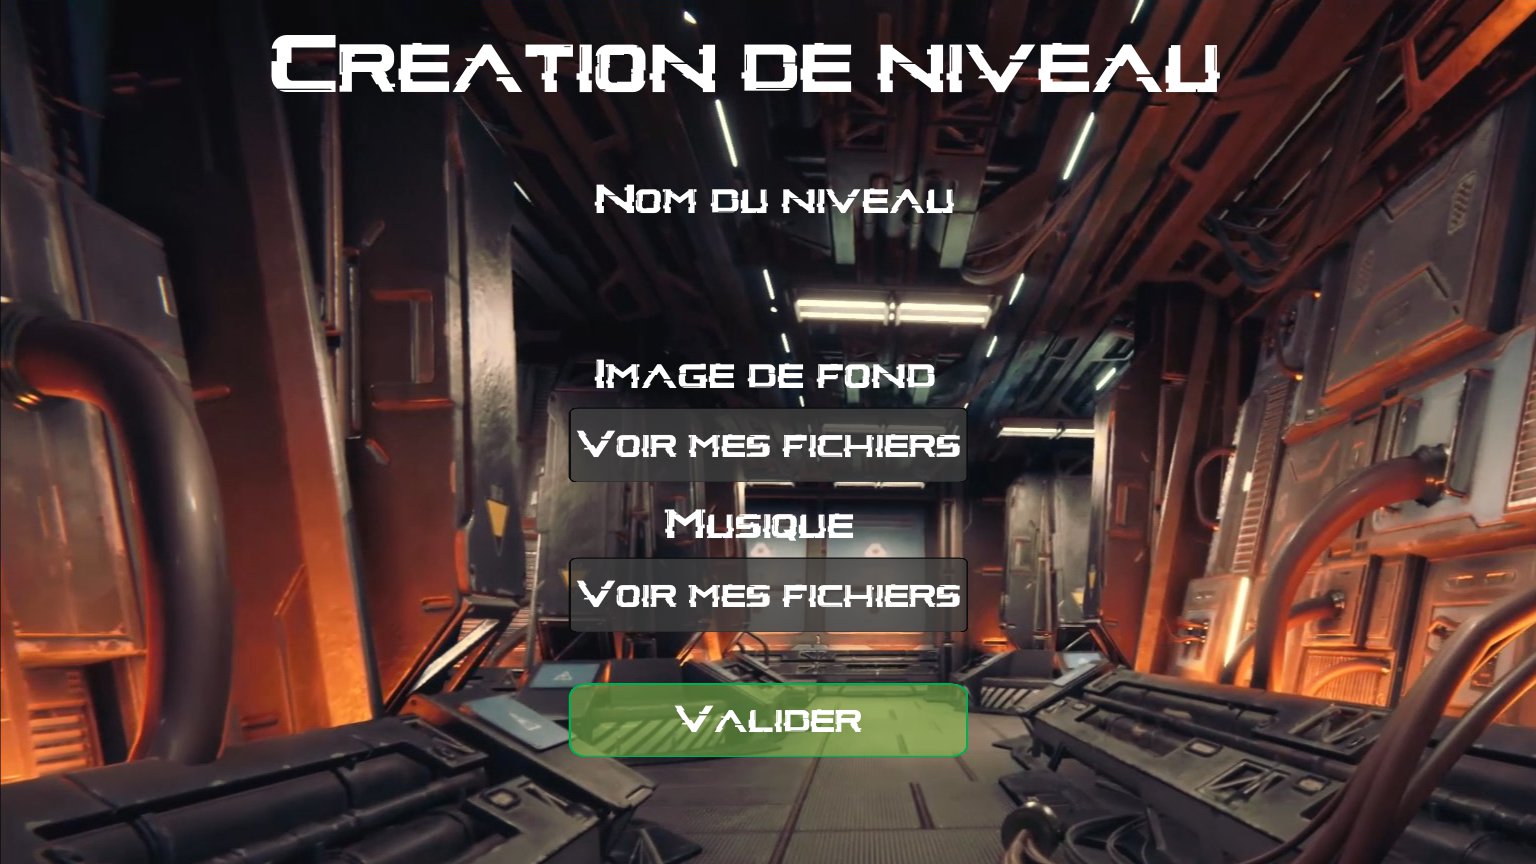 Creation de niveau
Nom du niveau
Image de fond
Voir mes fichiers
Musique
Voir mes fichiers
Valider